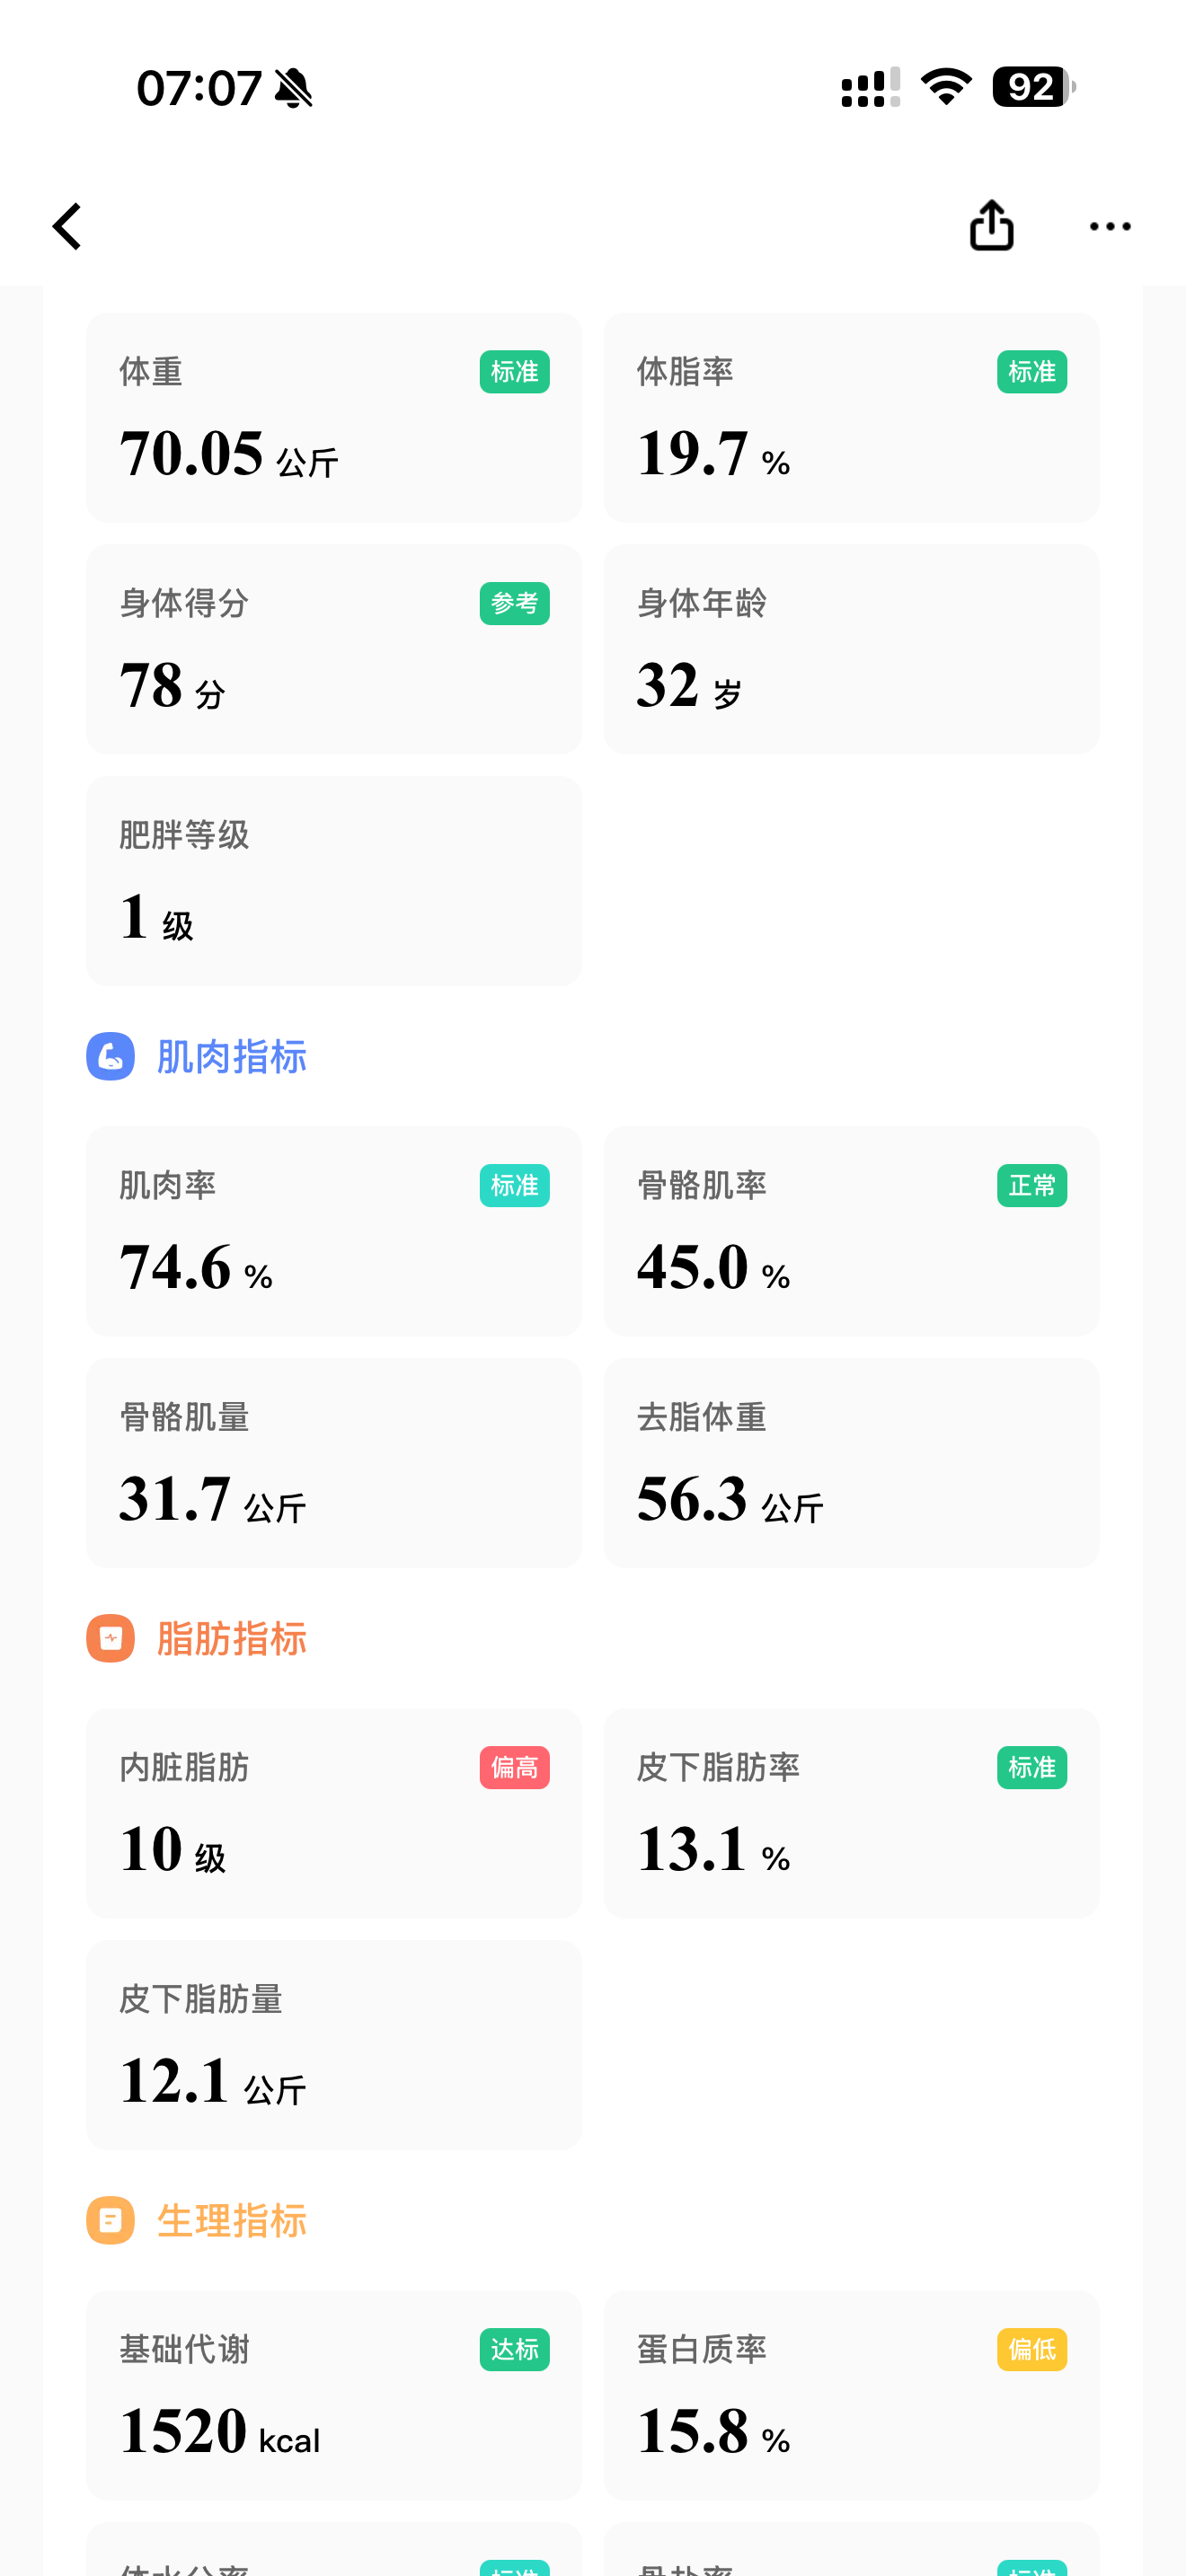 07:07
92
体重 标准
70.05 公斤
体脂率 标准
19.7 %
身体得分 参考
78 分
身体年龄
32 岁
肥胖等级
1 级
肌肉指标
肌肉率 标准
74.6 %
骨骼肌率 正常
45.0 %
骨骼肌量
31.7 公斤
去脂体重
56.3 公斤
脂肪指标
内脏脂肪 偏高
10 级
皮下脂肪率 标准
13.1 %
皮下脂肪量
12.1 公斤
生理指标
基础代谢 达标
1520 kcal
蛋白质率 偏低
15.8 %